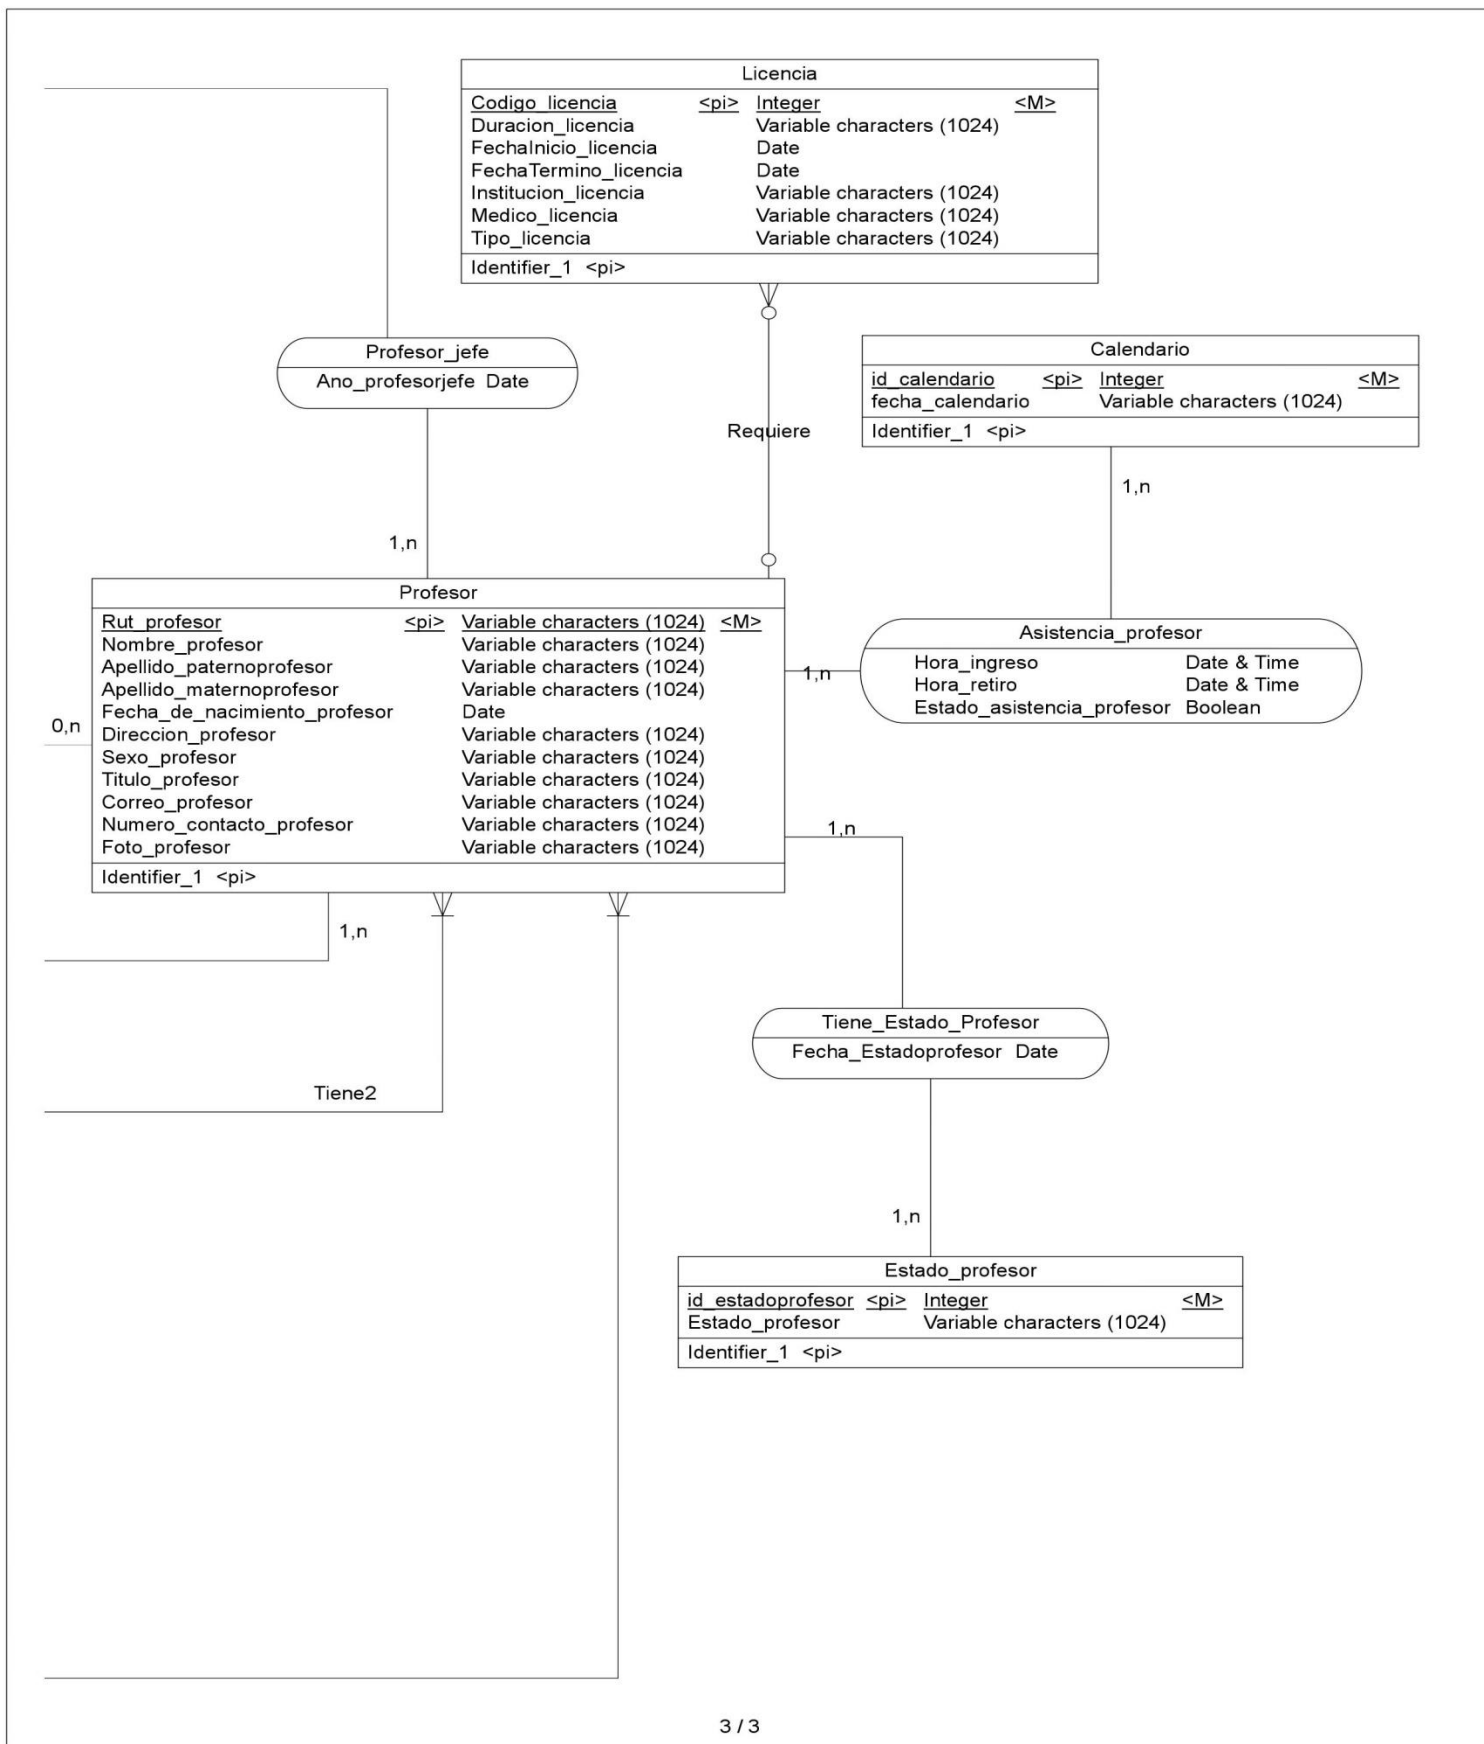 Licencia
Codigo_licencia <pi> Integer <M>
Duracion_licencia Variable characters (1024)
FechaInicio_licencia Date
FechaTermino_licencia Date
Institucion_licencia Variable characters (1024)
Medico_licencia Variable characters (1024)
Tipo_licencia Variable characters (1024)
Identifier_1 <pi>
Profesor_jefe
Ano_profesorjefe Date
Calendario
id_calendario <pi> Integer <M>
fecha_calendario Variable characters (1024)
Identifier_1 <pi>
Requiere
1,n
1,n
Profesor
Rut_profesor <pi> Variable characters (1024) <M>
Nombre_profesor Variable characters (1024)
Apellido_paternoprofesor Variable characters (1024)
Apellido_maternoprofesor Variable characters (1024)
Fecha_de_nacimiento_profesor Date
Direccion_profesor Variable characters (1024)
Sexo_profesor Variable characters (1024)
Titulo_profesor Variable characters (1024)
Correo_profesor Variable characters (1024)
Numero_contacto_profesor Variable characters (1024)
Foto_profesor Variable characters (1024)
Identifier_1 <pi>
Asistencia_profesor
Hora_ingreso Date & Time
Hora_retiro Date & Time
Estado_asistencia_profesor Boolean
1,n
0,n
1,n
1,n
Tiene_Estado_Profesor
Fecha_Estadoprofesor Date
Tiene2
1,n
Estado_profesor
id_estadoprofesor <pi> Integer <M>
Estado_profesor Variable characters (1024)
Identifier_1 <pi>
3 / 3